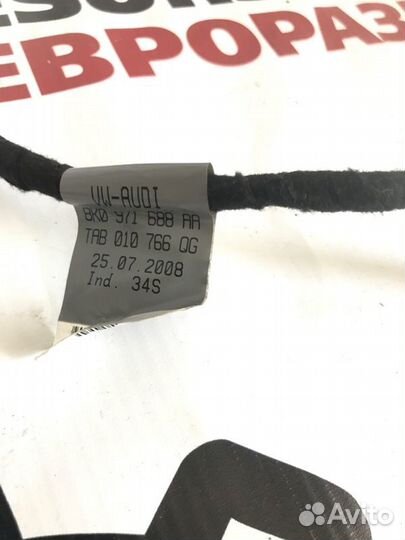 ЕВРОРАЗ
VW-AUDI
8K0 971 688 AA
TAB 010 766 QG
25.07.2008
Ind. 34S
Avito